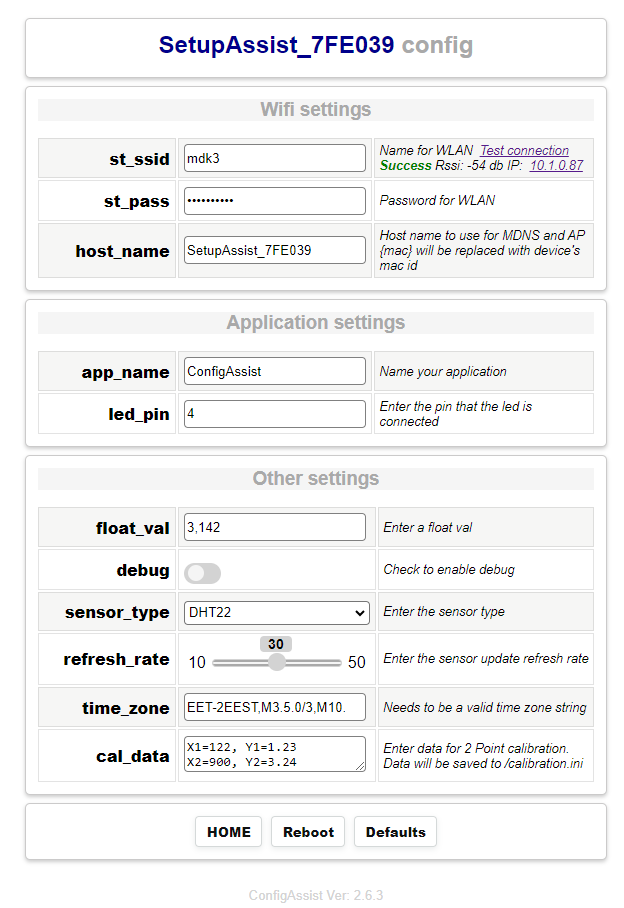 SetupAssist_7FE039 config
Wifi settings
st_ssid
mdk3
Name for WLAN Test connection
Success Rssi: -54 db IP: 10.1.0.87
st_pass
••••••••••
Password for WLAN
host_name
SetupAssist_7FE039
Host name to use for MDNS and AP
{mac} will be replaced with device's
mac id
Application settings
app_name
ConfigAssist
Name your application
led_pin
4
Enter the pin that the led is
connected
Other settings
float_val
3,142
Enter a float val
debug
Check to enable debug
sensor_type
DHT22
Enter the sensor type
refresh_rate
30
10
50
Enter the sensor update refresh rate
time_zone
EET-2EEST,M3.5.0/3,M10.
Needs to be a valid time zone string
cal_data
X1=122, Y1=1.23
X2=900, Y2=3.24
Enter data for 2 Point calibration.
Data will be saved to /calibration.ini
HOME
Reboot
Defaults
ConfigAssist Ver: 2.6.3